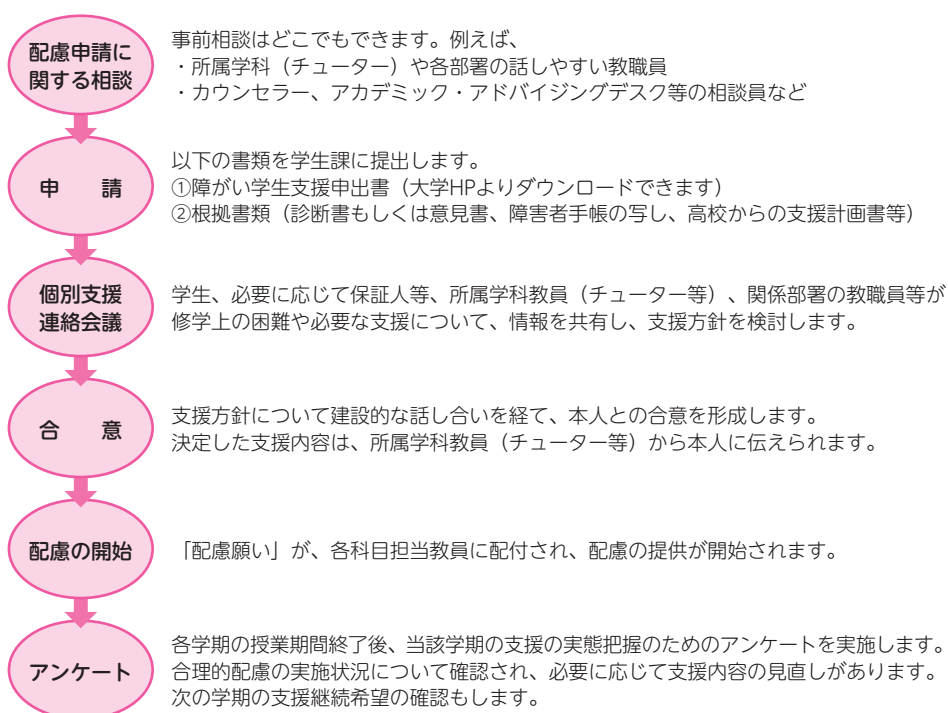 配慮申請に
関する相談
事前相談はどこでもできます。例えば、
・所属学科（チューター）や各部署の話しやすい教職員
・カウンセラー、アカデミック・アドバイジングデスク等の相談員など
申　請
以下の書類を学生課に提出します。
①障がい学生支援申出書（大学HPよりダウンロードできます）
②根拠書類（診断書もしくは意見書、障害者手帳の写し、高校からの支援計画書等）
個別支援
連絡会議
学生、必要に応じて保証人等、所属学科教員（チューター等）、関係部署の教職員等が
修学上の困難や必要な支援について、情報を共有し、支援方針を検討します。
合　意
支援方針について建設的な話し合いを経て、本人との合意を形成します。
決定した支援内容は、所属学科教員（チューター等）から本人に伝えられます。
配慮の開始
「配慮願い」が、各科目担当教員に配付され、配慮の提供が開始されます。
アンケート
各学期の授業期間終了後、当該学期の支援の実態把握のためのアンケートを実施します。
合理的配慮の実施状況について確認され、必要に応じて支援内容の見直しがあります。
次の学期の支援継続希望の確認もします。